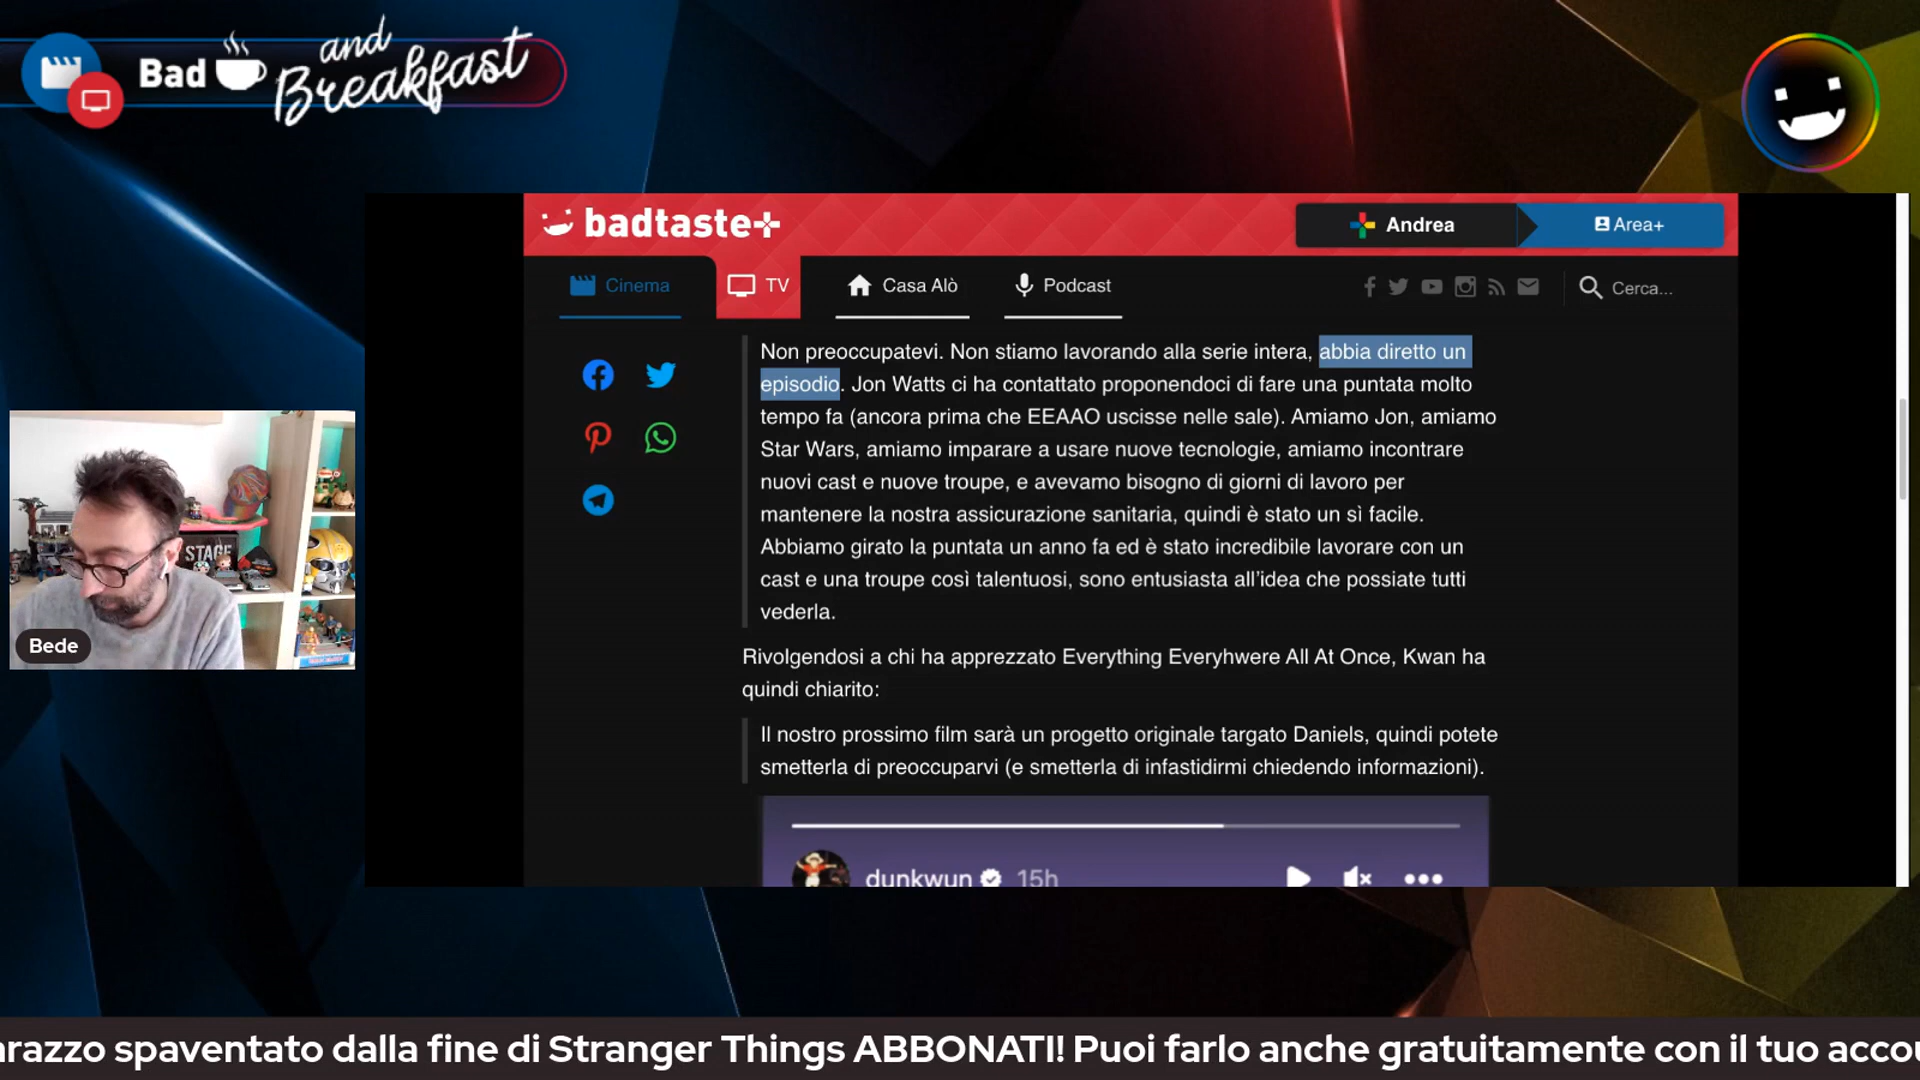 Bad and Breakfast
badtaste+
Andrea
Area+
Cinema
TV
Casa Alò
Podcast
Cerca...
Non preoccupatevi. Non stiamo lavorando alla serie intera, abbia diretto un
episodio. Jon Watts ci ha contattato proponendoci di fare una puntata molto
tempo fa (ancora prima che EEAAO uscisse nelle sale). Amiamo Jon, amiamo
Star Wars, amiamo imparare a usare nuove tecnologie, amiamo incontrare
nuovi cast e nuove troupe, e avevamo bisogno di giorni di lavoro per
mantenere la nostra assicurazione sanitaria, quindi è stato un sì facile.
Abbiamo girato la puntata un anno fa ed è stato incredibile lavorare con un
cast e una troupe così talentuosi, sono entusiasta all'idea che possiate tutti
vederla.
Rivolgendosi a chi ha apprezzato Everything Everyhwere All At Once, Kwan ha
quindi chiarito:
Il nostro prossimo film sarà un progetto originale targato Daniels, quindi potete
smetterla di preoccuparvi (e smetterla di infastidirmi chiedendo informazioni).
dunkwun 15h
STAGE
Bede
arazzo spaventato dalla fine di Stranger Things ABBONATI! Puoi farlo anche gratuitamente con il tuo accou